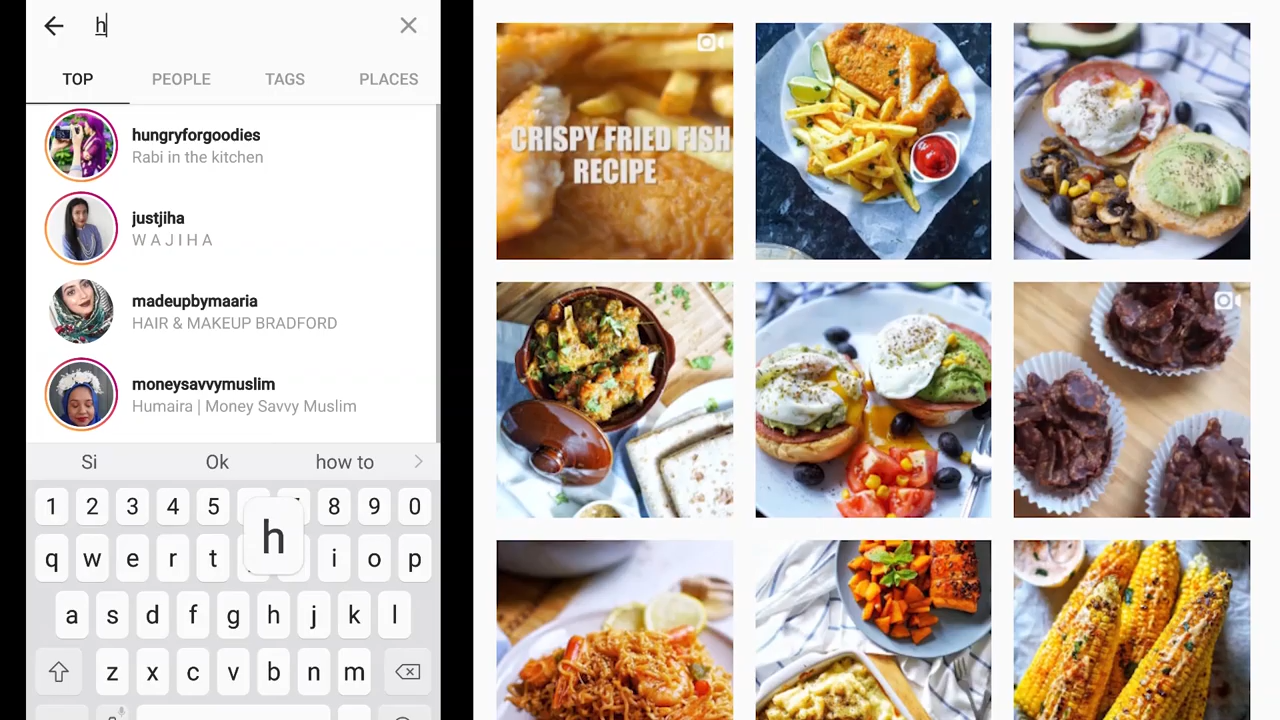 h
TOP PEOPLE TAGS PLACES
hungryforgoodies
Rabi in the kitchen
justjiha
W A J I H A
madeupbymaaria
HAIR & MAKEUP BRADFORD
moneysavvymuslim
Humaira | Money Savvy Muslim
Si Ok how to
1 2 3 4 5 8 9 0
h
q w e r t i o p
a s d f g h j k l
z x c v b n m
CRISPY FRIED FISH
RECIPE